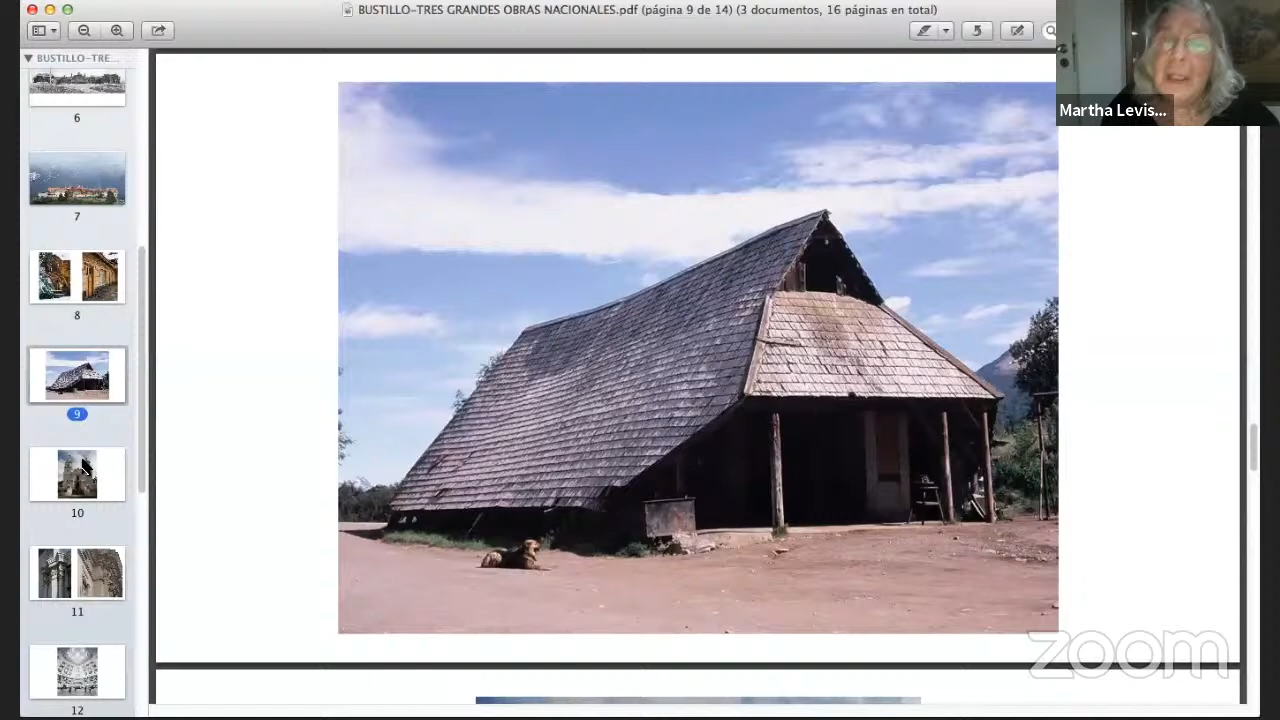 BUSTILLO-TRES GRANDES OBRAS NACIONALES.pdf (página 9 de 14) (3 documentos, 16 páginas en total)
BUSTILLO-TRE...
6
7
8
9
10
11
12
Martha Levis...
zoom